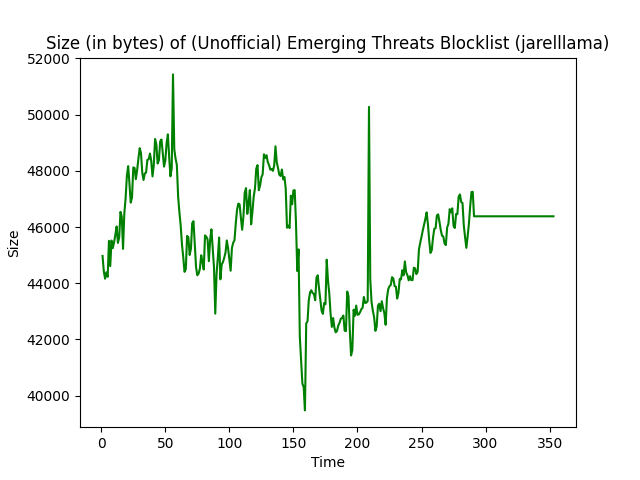 Size (in bytes) of (Unofficial) Emerging Threats Blocklist (jarelllama)
52000
50000
48000
46000
44000
42000
40000
Size
0 50 100 150 200 250 300 350
Time